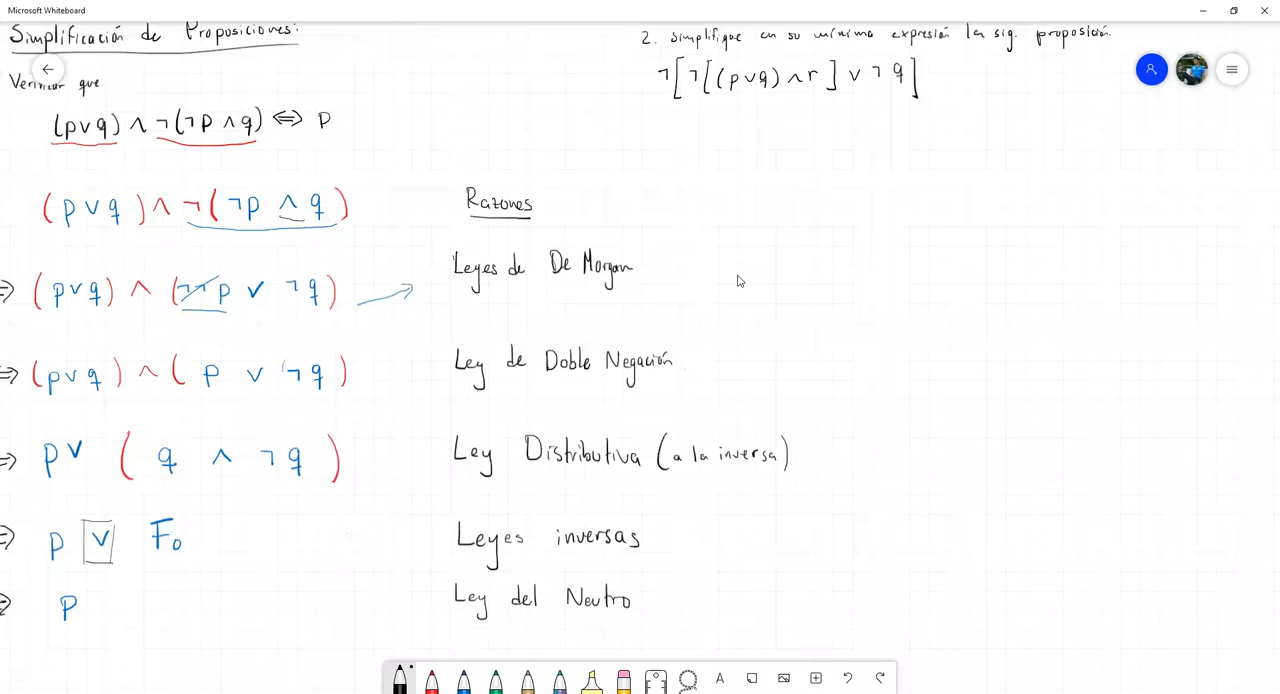 Microsoft Whiteboard
Simplificación de Proposiciones:
Verificar que
(p∨q) ∧ ¬(¬p ∧ q) ⟺ p
2. Simplifique en su mínima expresión la sig. proposión.
¬[¬[(p∨q) ∧ r] ∨ ¬q]
(p∨q) ∧ ¬(¬p ∧ q)
Razones
⇒ (p∨q) ∧ (¬¬p ∨ ¬q)
Leyes de De Morgan
⇒ (p∨q) ∧ (p ∨ ¬q)
Ley de Doble Negación
⇒ p∨ (q ∧ ¬q)
Ley Distributiva (a la inversa)
⇒ p ∨ F₀
Leyes inversas
⇒ p
Ley del Neutro
A